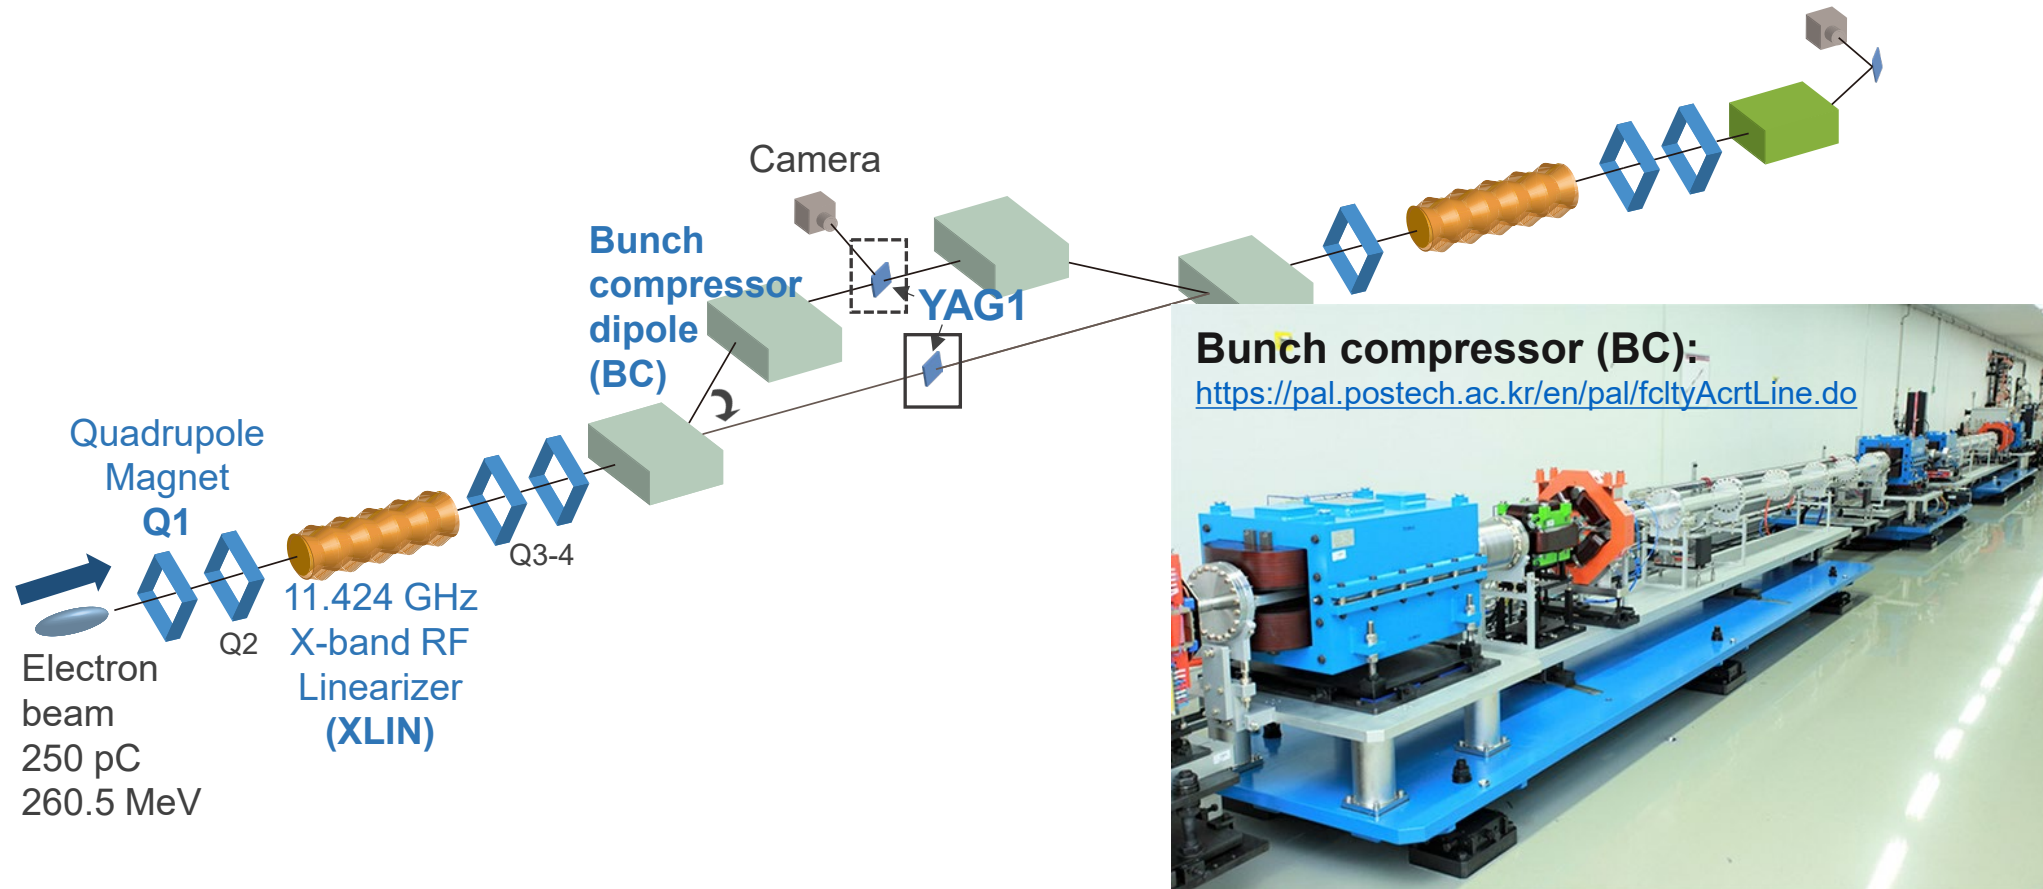 Camera
Bunch
compressor
dipole
(BC)
YAG1
Quadrupole
Magnet
Q1
Q2
Q3-4
11.424 GHz
X-band RF
Linearizer
(XLIN)
Electron
beam
250 pC
260.5 MeV
Bunch compressor (BC):
https://pal.postech.ac.kr/en/pal/fcltyAcrtLine.do